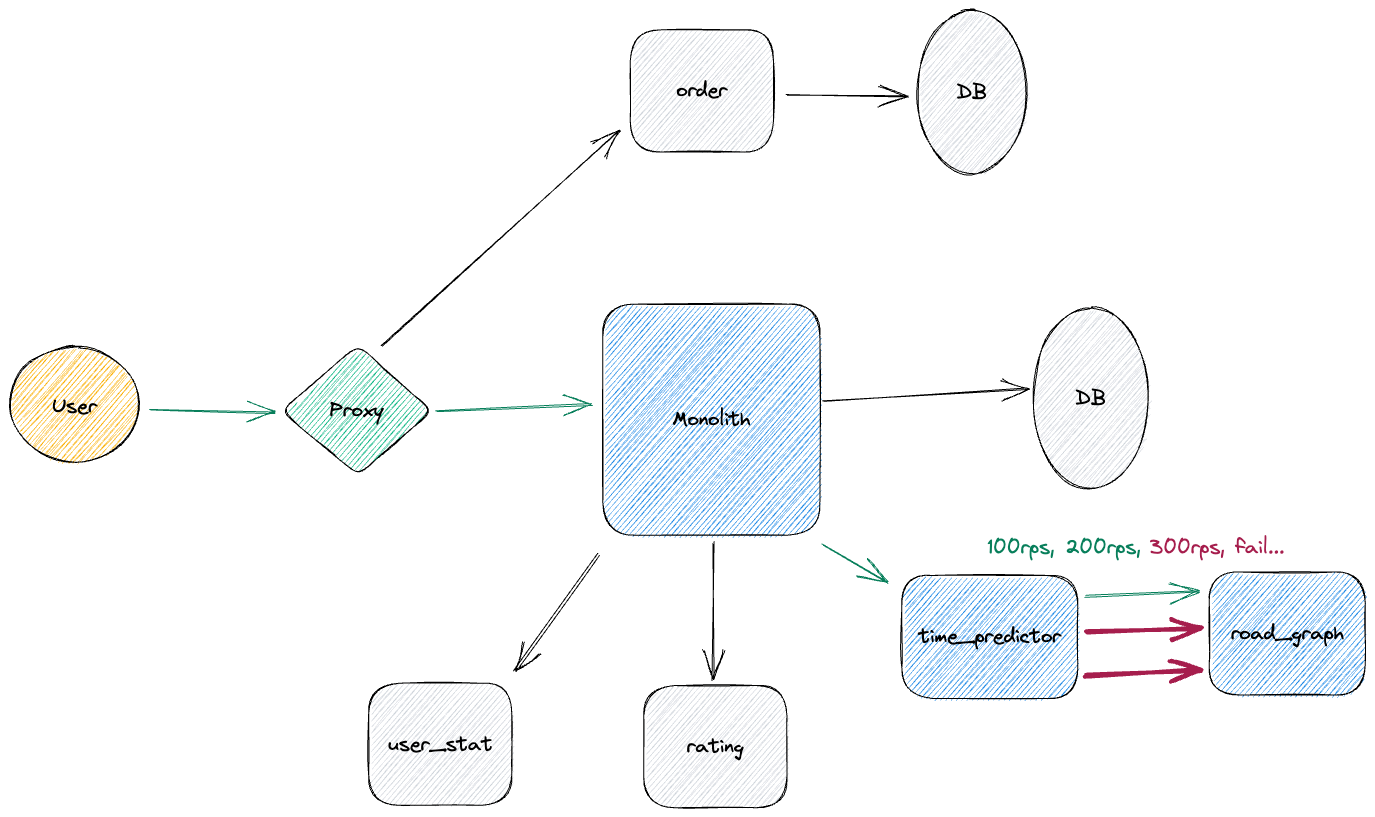 order
DB
User
Proxy
Monolith
DB
100rps, 200rps, 300rps, fail...
time_predictor
road_graph
user_stat
rating